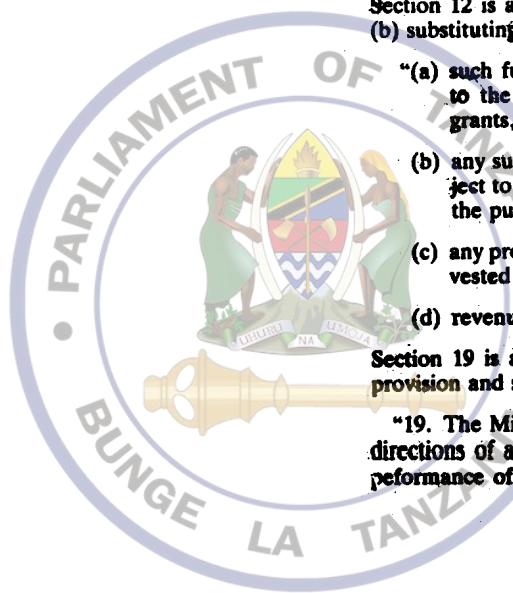 Section 12 is a
(b) substituting
"(a) such fu
to the
grants,
(b) any su
ject to
the pu
(c) any pro
vested
(d) revenu
Section 19 is a
provision and s
"19. The Mi
directions of a
peformance of
PARLIAMENT OF TANZAN
BUNGE LA TANZAN
UHURU NA UMOJA